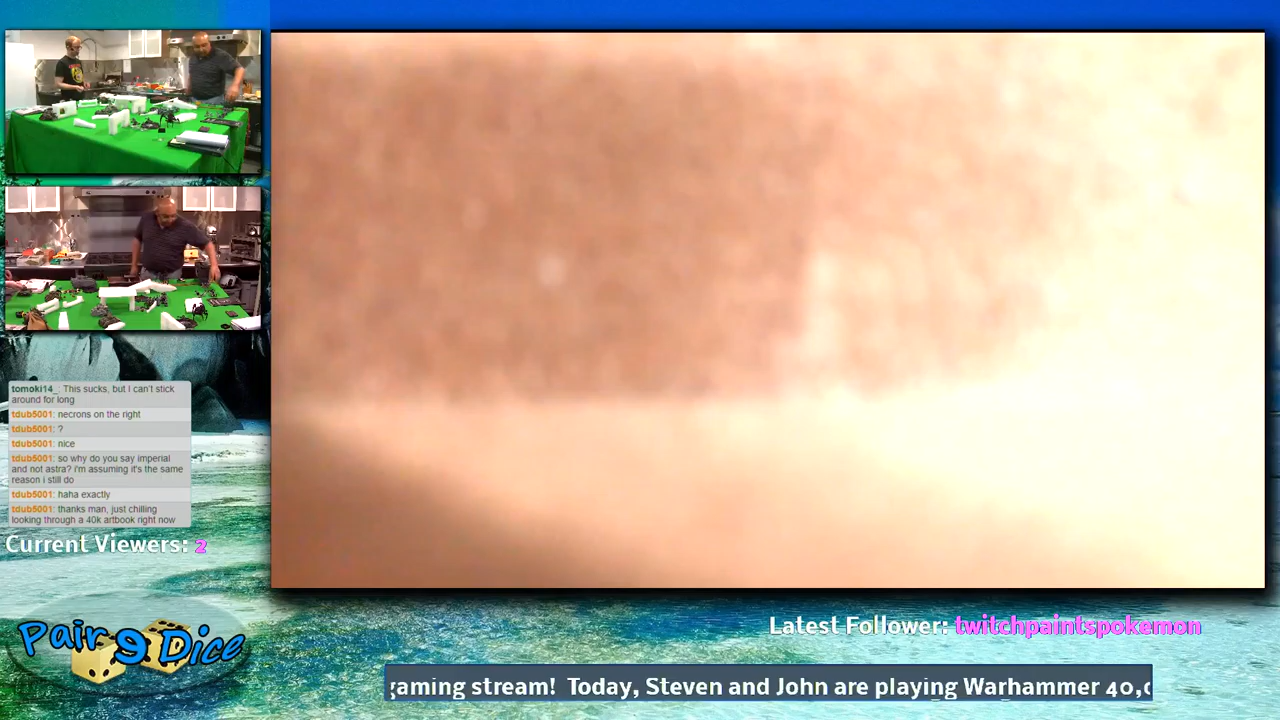 tomoki14_: This sucks, but I can't stick
around for long
tdub5001: necrons on the right
tdub5001: ?
tdub5001: nice
tdub5001: so why do you say imperial
and not astra? i'm assuming it's the same
reason i still do
tdub5001: haha exactly
tdub5001: thanks man, just chilling
looking through a 40k artbook right now
Current Viewers: 2
Pair 9 Dice
Latest Follower: twitchpaintspokemon
gaming stream! Today, Steven and John are playing Warhammer 40,0